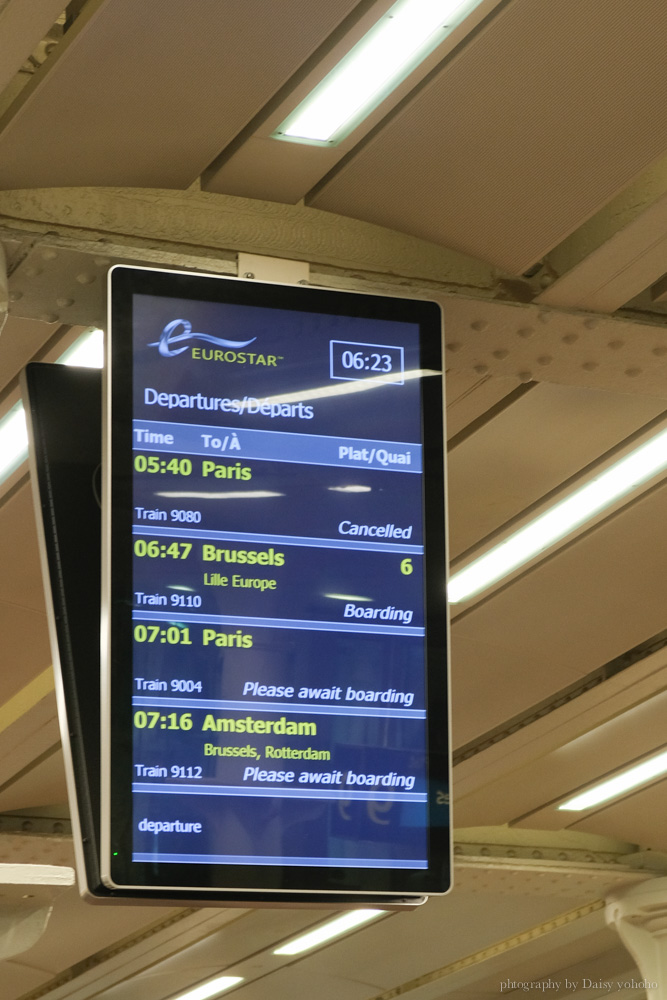 EUROSTAR™
06:23
Departures/Départs
Time To/À Plat/Quai
05:40 Paris
Train 9080 Cancelled
06:47 Brussels 6
Lille Europe
Train 9110 Boarding
07:01 Paris
Train 9004 Please await boarding
07:16 Amsterdam
Brussels, Rotterdam
Train 9112 Please await boarding
departure
photography by Daisy yohoho